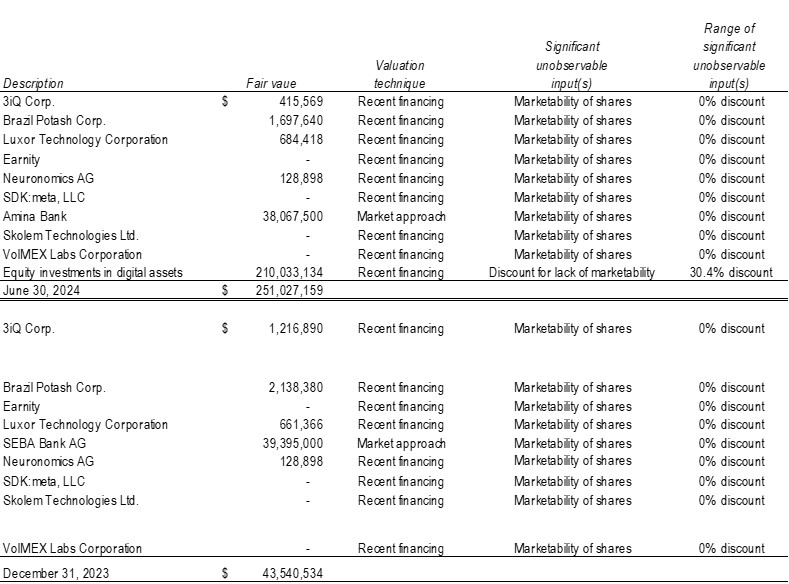 Range of
Significant significant
Valuation unobservable unobservable
Description Fair vaue technique input(s) input(s)
3iQ Corp. $ 415,569 Recent financing Marketability of shares 0% discount
Brazil Potash Corp. 1,697,640 Recent financing Marketability of shares 0% discount
Luxor Technology Corporation 684,418 Recent financing Marketability of shares 0% discount
Earnity - Recent financing Marketability of shares 0% discount
Neuronomics AG 128,898 Recent financing Marketability of shares 0% discount
SDK:meta, LLC - Recent financing Marketability of shares 0% discount
Amina Bank 38,067,500 Market approach Marketability of shares 0% discount
Skolem Technologies Ltd. - Recent financing Marketability of shares 0% discount
VolMEX Labs Corporation - Recent financing Marketability of shares 0% discount
Equity investments in digital assets 210,033,134 Recent financing Discount for lack of marketability 30.4% discount
June 30, 2024 $ 251,027,159
3iQ Corp. $ 1,216,890 Recent financing Marketability of shares 0% discount
Brazil Potash Corp. 2,138,380 Recent financing Marketability of shares 0% discount
Earnity - Recent financing Marketability of shares 0% discount
Luxor Technology Corporation 661,366 Recent financing Marketability of shares 0% discount
SEBA Bank AG 39,395,000 Market approach Marketability of shares 0% discount
Neuronomics AG 128,898 Recent financing Marketability of shares 0% discount
SDK:meta, LLC - Recent financing Marketability of shares 0% discount
Skolem Technologies Ltd. - Recent financing Marketability of shares 0% discount
VolMEX Labs Corporation - Recent financing Marketability of shares 0% discount
December 31, 2023 $ 43,540,534